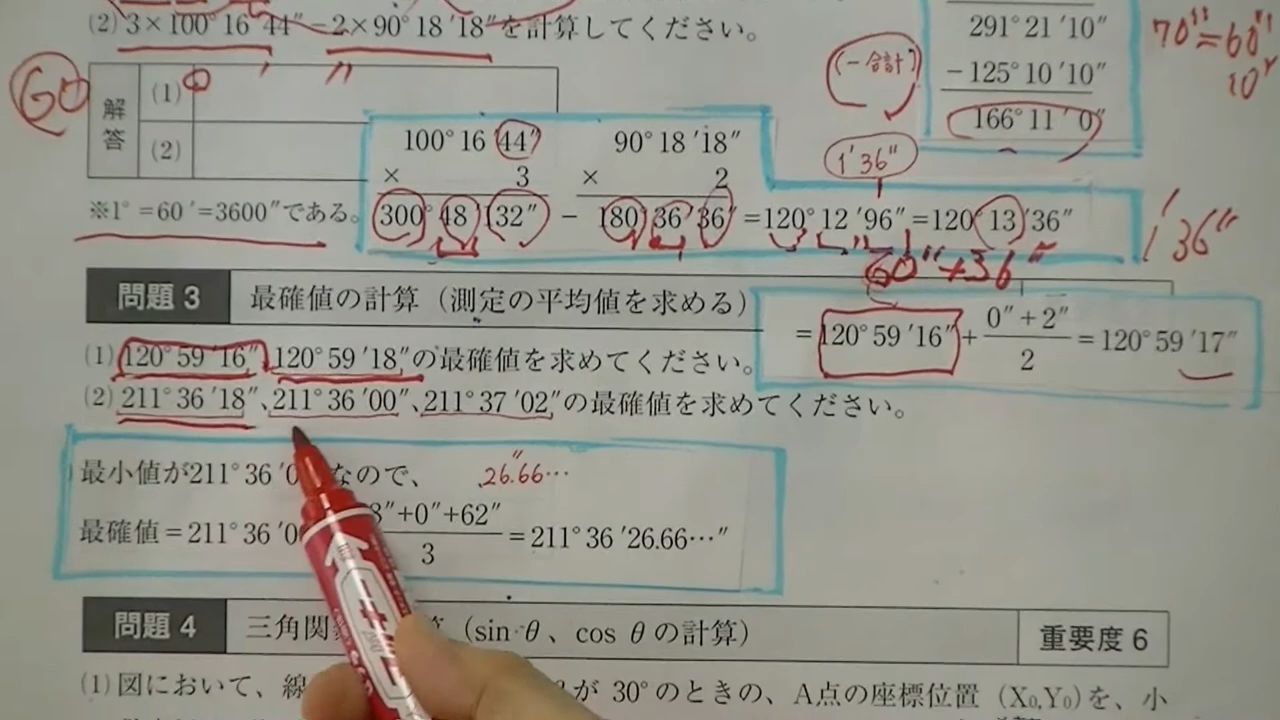 (2) 3×100°16′44″−2×90°18′18″を計算してください。
291°21′10″
−125°10′10″
166°11′0″
70″=60″
10″
(一合計)
60
解答
(1)
(2)
′ ″
100°16′44″
× 3
300°48′132″
−
90°18′18″
× 2
180°36′36″
=120°12′96″=120°13′36″
1′36″
60″+36″
1′36″
※1°=60′=3600″である。
問題3 最確値の計算(測定の平均値を求める)
(1) 120°59′16″、120°59′18″の最確値を求めてください。
=120°59′16″+ 0″+2″ / 2 =120°59′17″
(2) 211°36′18″、211°36′00″、211°37′02″の最確値を求めてください。
最小値が211°36′0 なので、
26.66…″
最確値=211°36′0 8″+0″+62″ / 3 =211°36′26.66…″
問題4 三角関 算(sin θ、cos θの計算) 重要度6
(1) 図において、線 が 30°のときの、A点の座標位置(X₀,Y₀)を、小